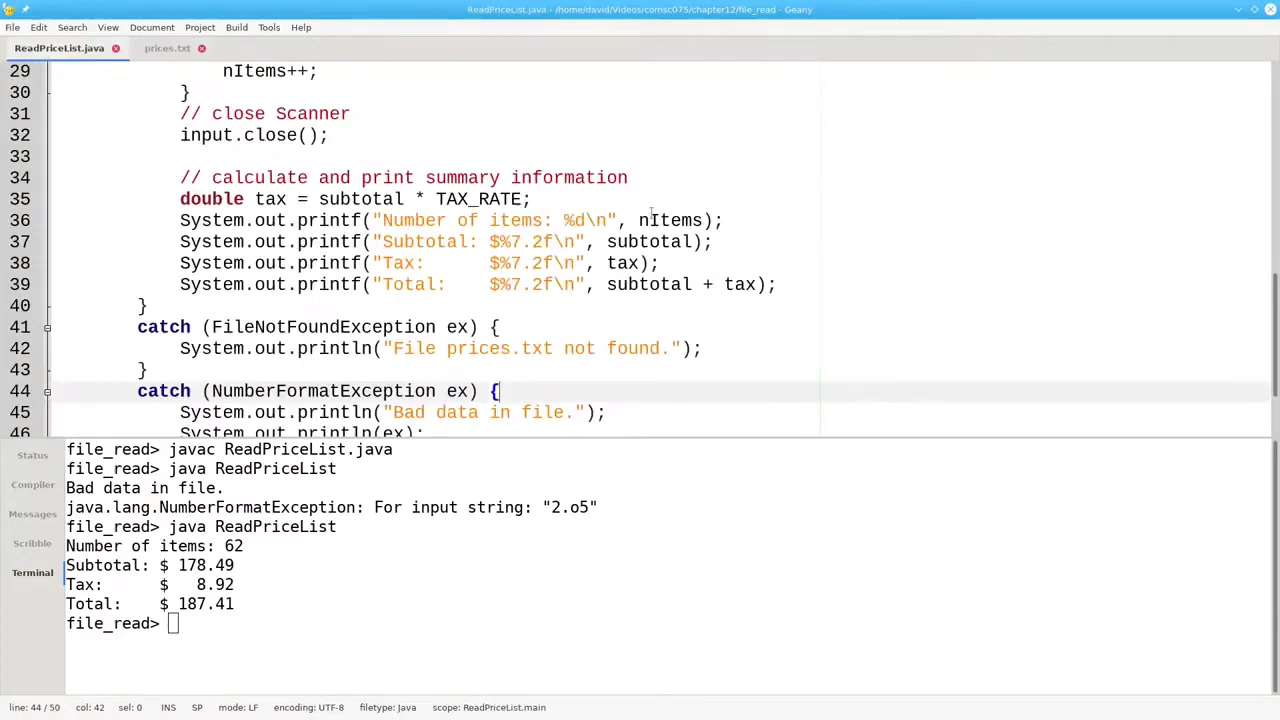 ReadPriceList.java - /home/david/Videos/comsc075/chapter12/file_read - Geany
File Edit Search View Document Project Build Tools Help
ReadPriceList.java prices.txt
29 nItems++;
30 }
31 // close Scanner
32 input.close();
33
34 // calculate and print summary information
35 double tax = subtotal * TAX_RATE;
36 System.out.printf("Number of items: %d\n", nItems);
37 System.out.printf("Subtotal: $%7.2f\n", subtotal);
38 System.out.printf("Tax:      $%7.2f\n", tax);
39 System.out.printf("Total:    $%7.2f\n", subtotal + tax);
40 }
41 catch (FileNotFoundException ex) {
42 System.out.println("File prices.txt not found.");
43 }
44 catch (NumberFormatException ex) {
45 System.out.println("Bad data in file.");
46 System.out.println(ex);
Status
Compiler
Messages
Scribble
Terminal
file_read> javac ReadPriceList.java
file_read> java ReadPriceList
Bad data in file.
java.lang.NumberFormatException: For input string: "2.o5"
file_read> java ReadPriceList
Number of items: 62
Subtotal: $ 178.49
Tax:      $   8.92
Total:    $ 187.41
file_read>
line: 44 / 50 col: 42 sel: 0 INS SP mode: LF encoding: UTF-8 filetype: Java scope: ReadPriceList.main